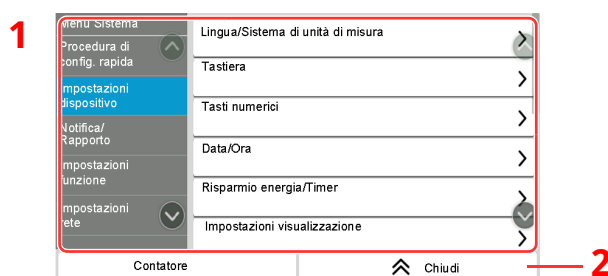 1
Menu Sistema
Procedura di
config. rapida
Impostazioni
dispositivo
Notifica/
Rapporto
Impostazioni
funzione
Impostazioni
rete
Lingua/Sistema di unità di misura
Tastiera
Tasti numerici
Data/Ora
Risparmio energia/Timer
Impostazioni visualizzazione
Contatore
Chiudi
2